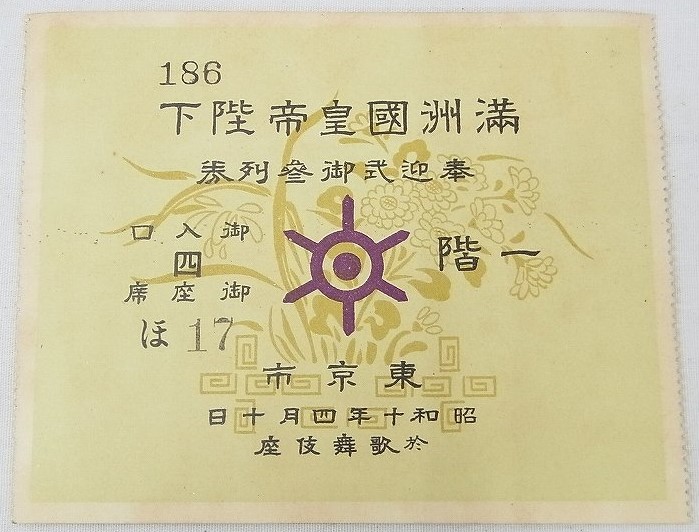 186
満洲國皇帝陛下
奉迎式御參列券
一階
御入口
四
御座席
ほ 17
東京市
昭和十年四月十日
於歌舞伎座